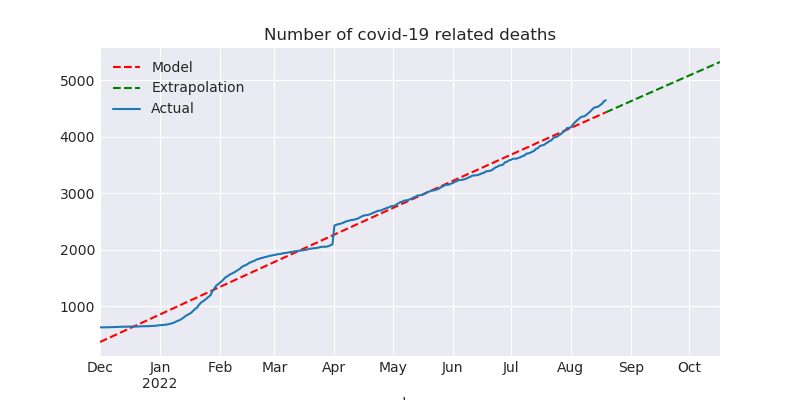 Number of covid-19 related deaths
Model
Extrapolation
Actual
5000
4000
3000
2000
1000
Dec Jan Feb Mar Apr May Jun Jul Aug Sep Oct
2022